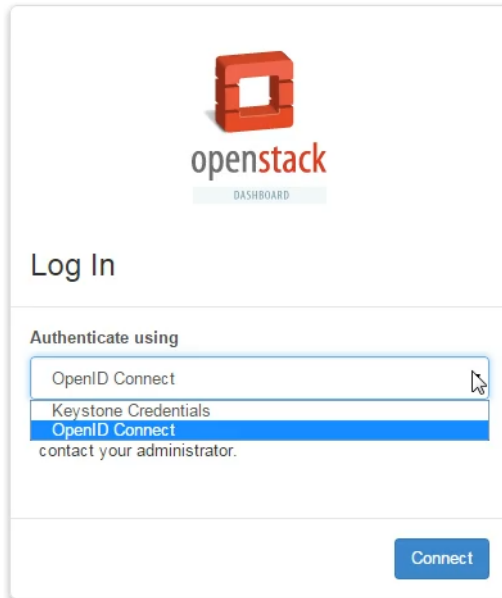 openstack
DASHBOARD
Log In
Authenticate using
OpenID Connect
Keystone Credentials
OpenID Connect
contact your administrator.
Connect